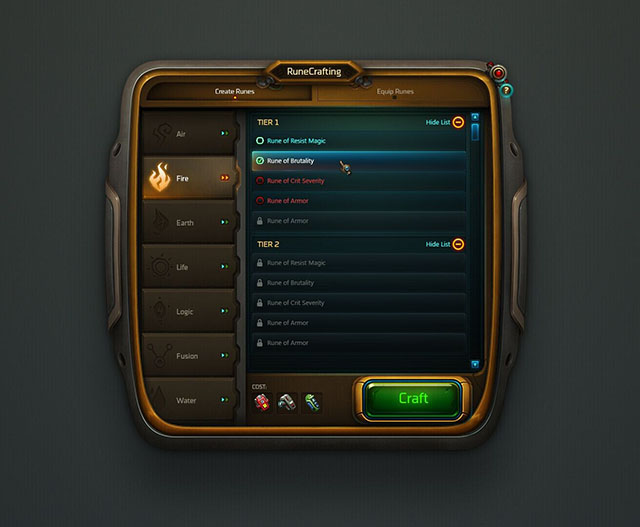 RuneCrafting
Create Runes
Equip Runes
?
Air
Fire
Earth
Life
Logic
Fusion
Water
TIER 1
Hide List
Rune of Resist Magic
Rune of Brutality
Rune of Crit Severity
Rune of Armor
Rune of Armor
TIER 2
Hide List
Rune of Resist Magic
Rune of Brutality
Rune of Crit Severity
Rune of Armor
Rune of Armor
COST:
Craft